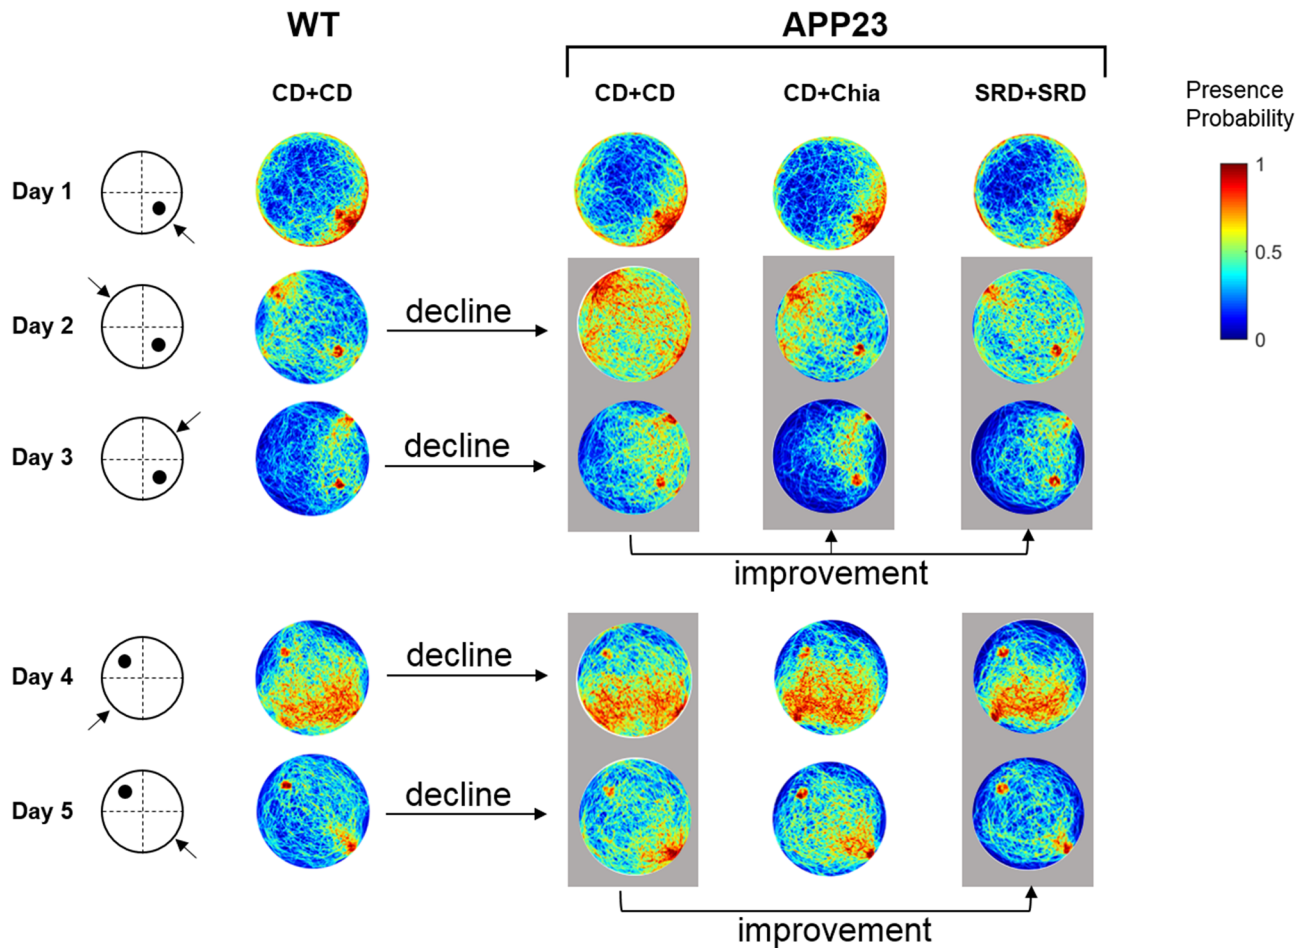 WT
APP23
CD+CD
CD+CD
CD+Chia
SRD+SRD
Presence
Probability
1
0.5
0
Day 1
Day 2
decline
Day 3
decline
improvement
Day 4
decline
Day 5
decline
improvement